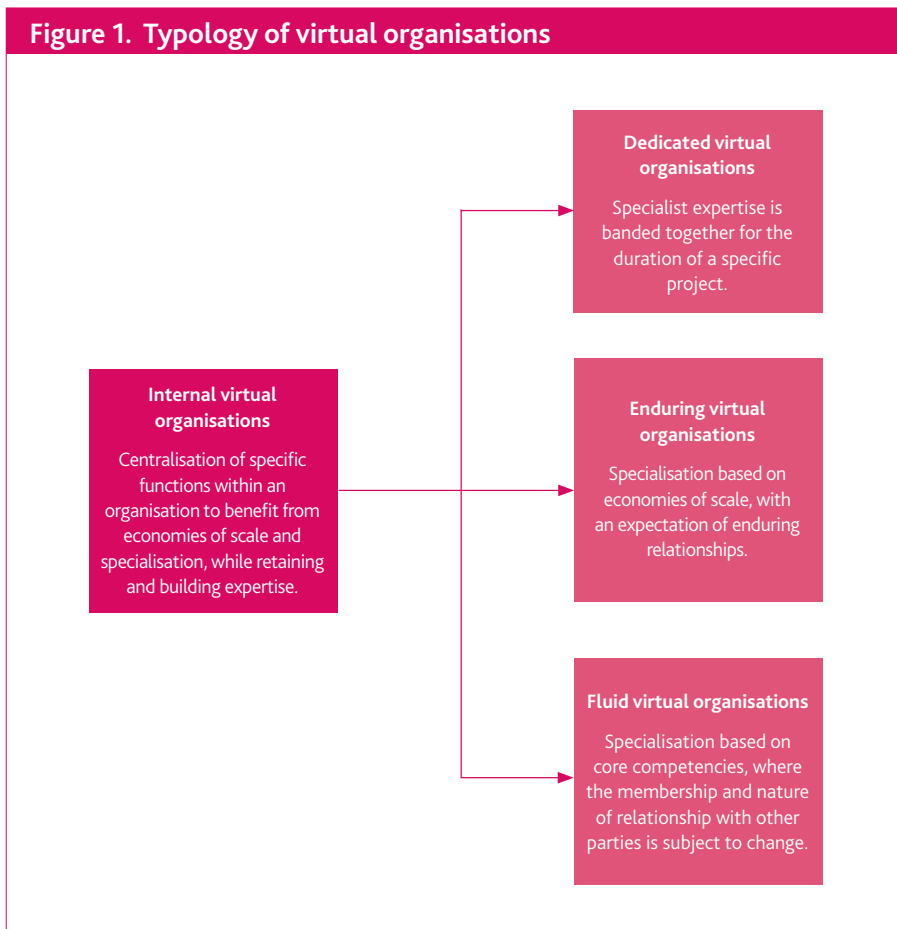 Figure 1. Typology of virtual organisations
Internal virtual
organisations
Centralisation of specific
functions within an
organisation to benefit from
economies of scale and
specialisation, while retaining
and building expertise.
Dedicated virtual
organisations
Specialist expertise is
banded together for the
duration of a specific
project.
Enduring virtual
organisations
Specialisation based on
economies of scale, with
an expectation of enduring
relationships.
Fluid virtual organisations
Specialisation based on
core competencies, where
the membership and nature
of relationship with other
parties is subject to change.